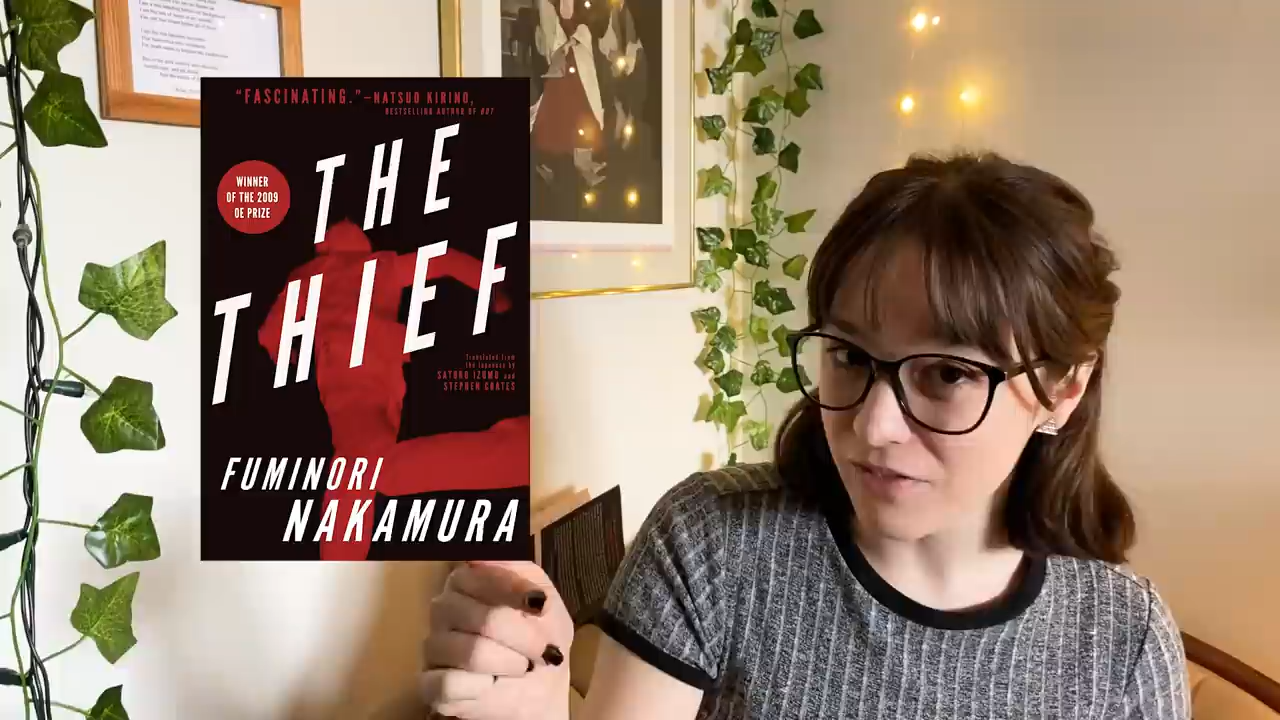 "FASCINATING."—NATSUO KIRINO,
BESTSELLING AUTHOR OF OUT
THE
WINNER
OF THE 2009
OE PRIZE
THIEF
Translated from
the Japanese by
SATOKO IZUMO and
STEPHEN COATES
FUMINORI
NAKAMURA